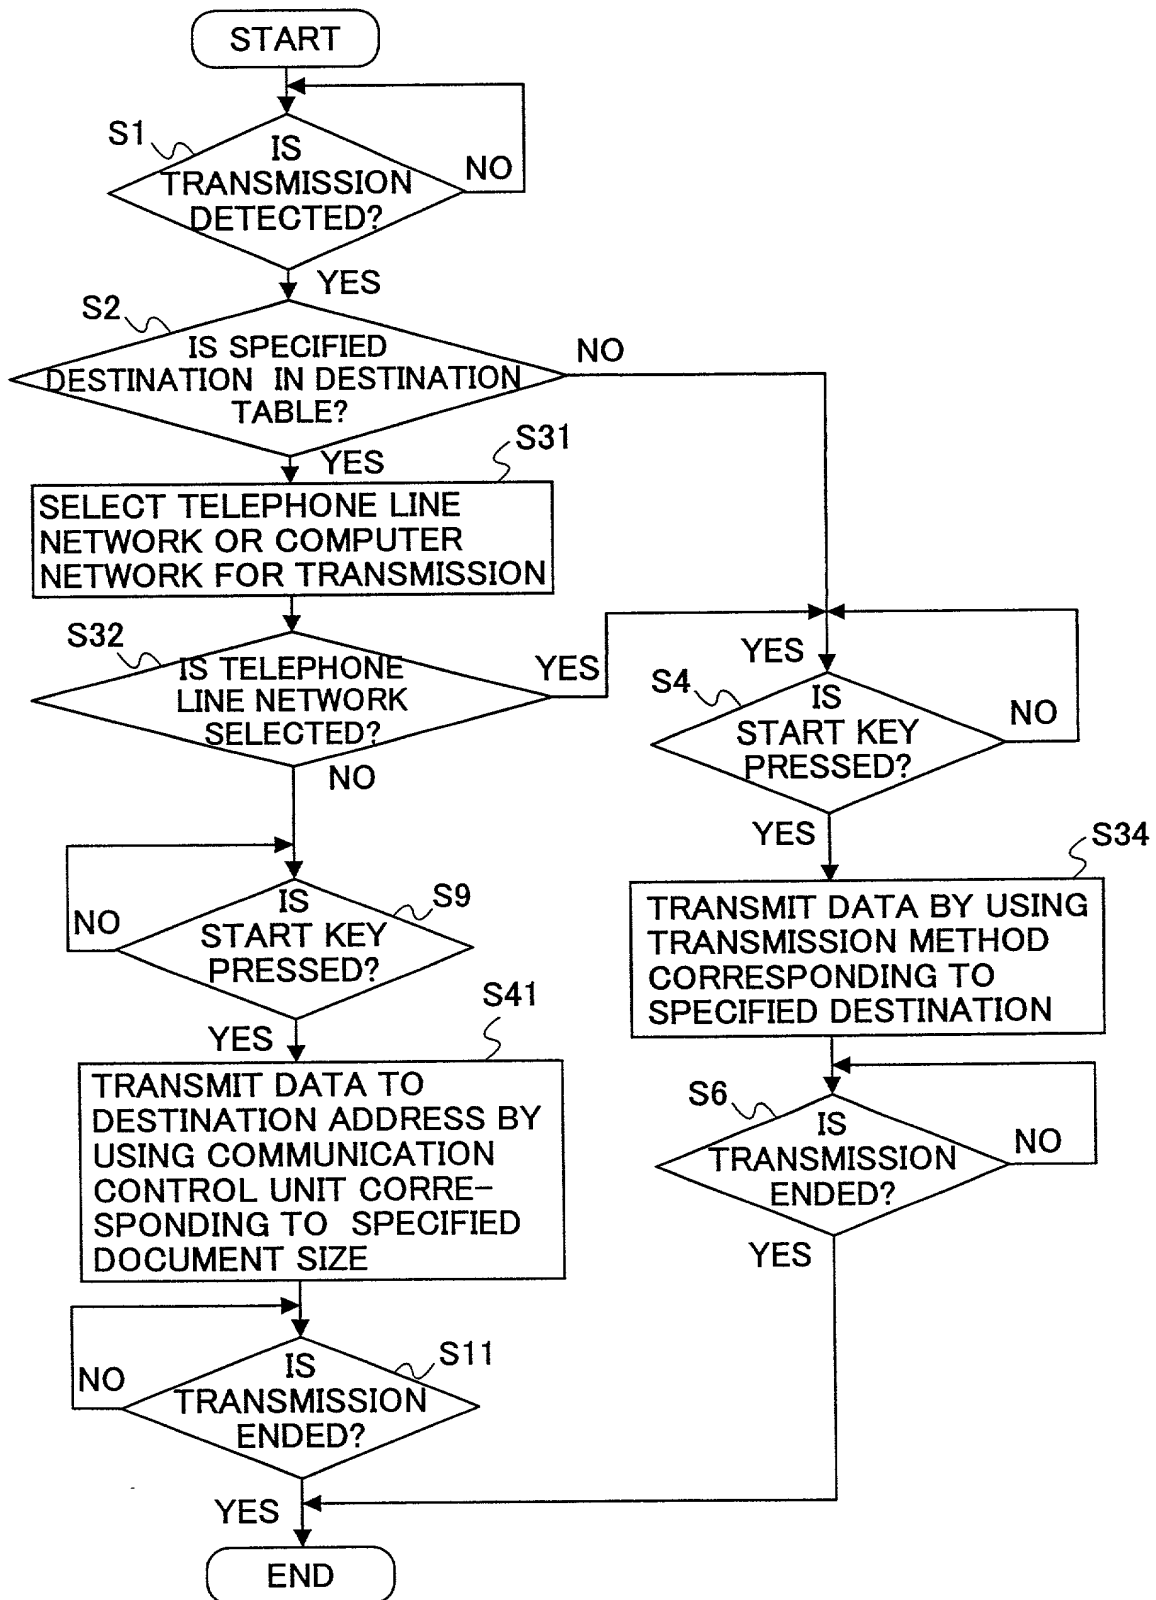 START
S1
IS
TRANSMISSION
DETECTED?
NO
YES
S2
IS SPECIFIED
DESTINATION IN DESTINATION
TABLE?
NO
YES
S31
SELECT TELEPHONE LINE
NETWORK OR COMPUTER
NETWORK FOR TRANSMISSION
S32
IS TELEPHONE
LINE NETWORK
SELECTED?
YES
NO
YES
S4
IS
START KEY
PRESSED?
NO
YES
S34
TRANSMIT DATA BY USING
TRANSMISSION METHOD
CORRESPONDING TO
SPECIFIED DESTINATION
S6
IS
TRANSMISSION
ENDED?
NO
YES
S9
IS
START KEY
PRESSED?
NO
YES
S41
TRANSMIT DATA TO
DESTINATION ADDRESS BY
USING COMMUNICATION
CONTROL UNIT CORRE-
SPONDING TO SPECIFIED
DOCUMENT SIZE
S11
IS
TRANSMISSION
ENDED?
NO
YES
END